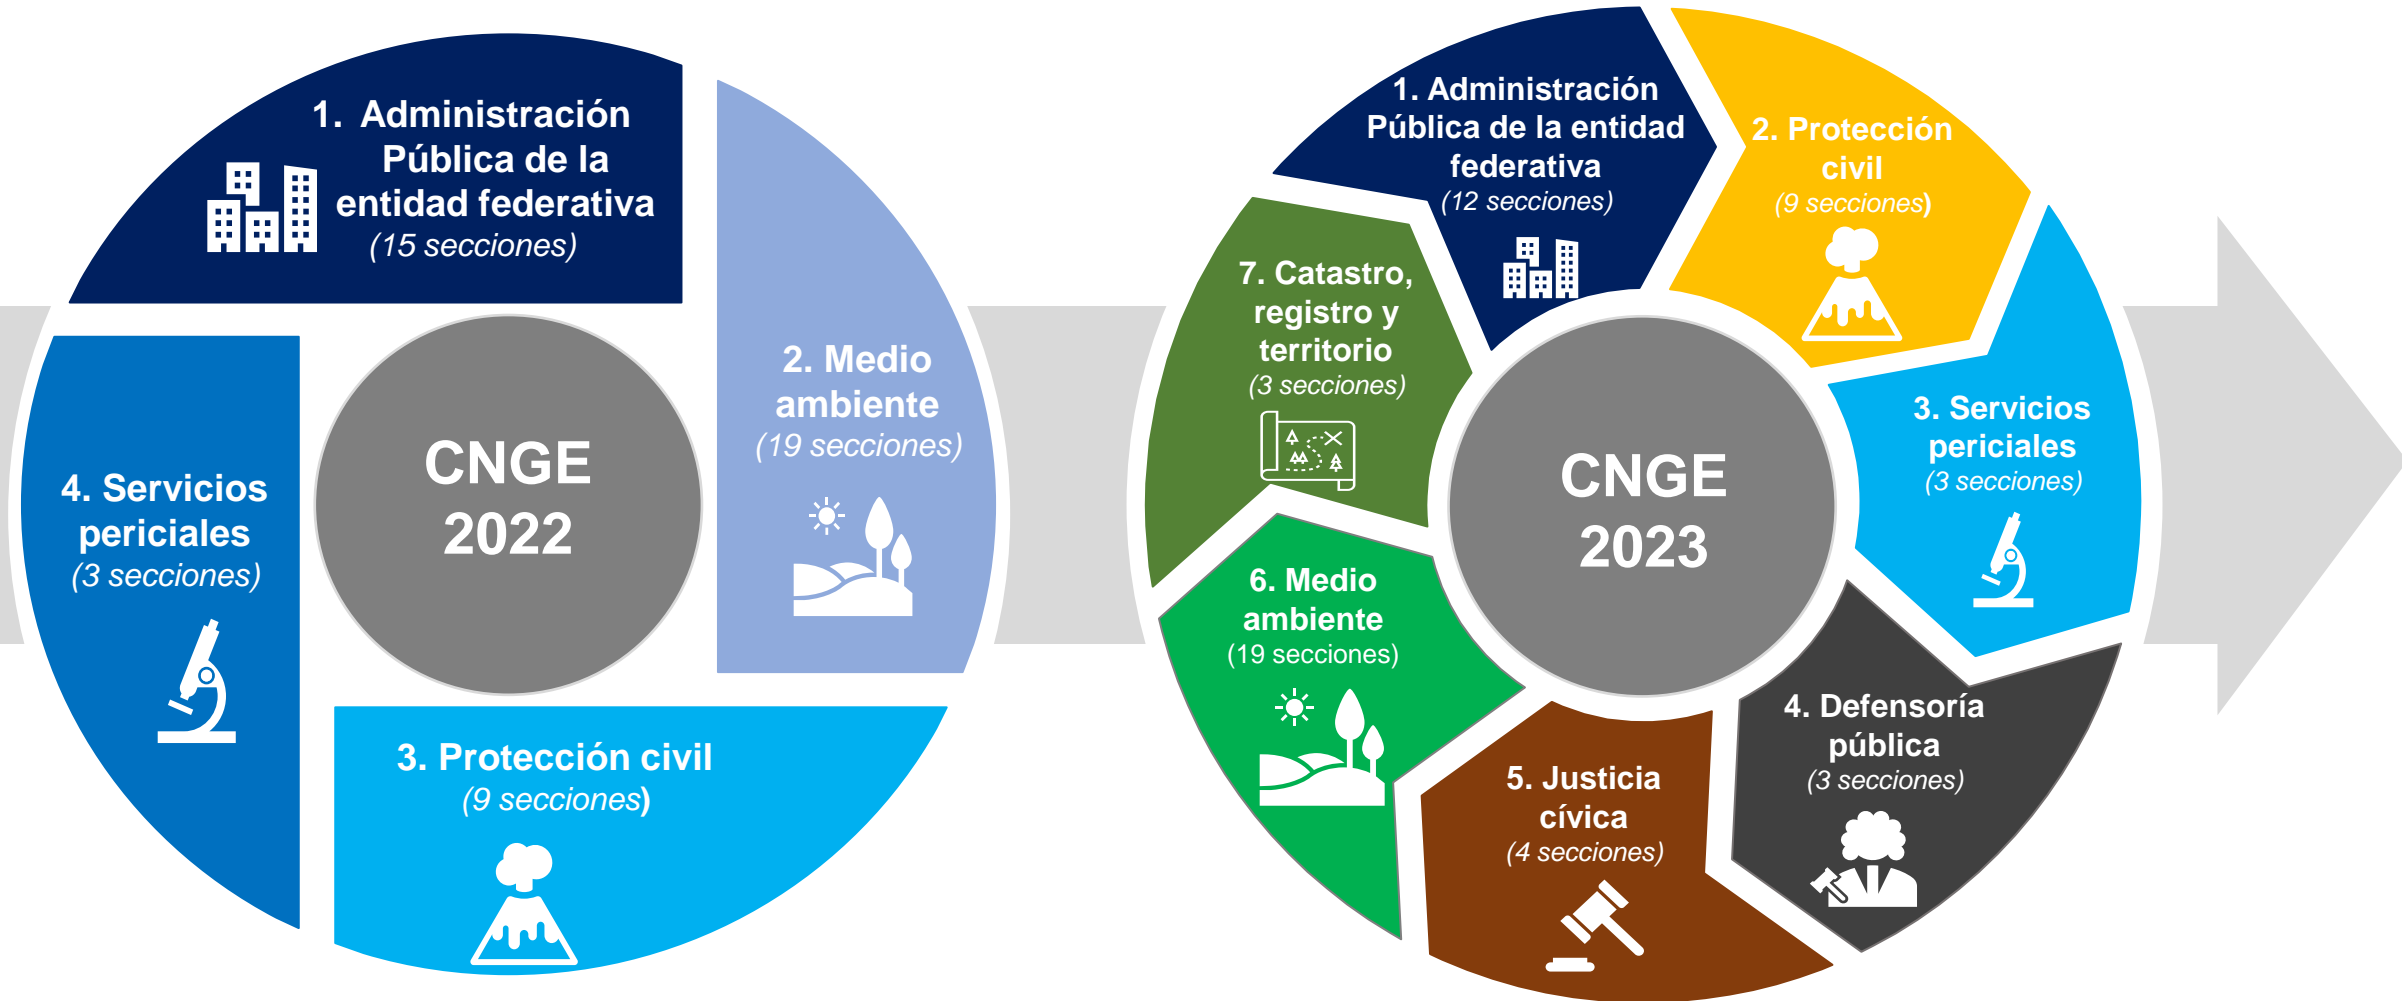 1. Administración
Pública de la
entidad federativa
(15 secciones)
2. Medio
ambiente
(19 secciones)
3. Protección civil
(9 secciones)
4. Servicios
periciales
(3 secciones)
CNGE
2022
1. Administración
Pública de la entidad
federativa
(12 secciones)
2. Protección
civil
(9 secciones)
3. Servicios
periciales
(3 secciones)
4. Defensoría
pública
(3 secciones)
5. Justicia
cívica
(4 secciones)
6. Medio
ambiente
(19 secciones)
7. Catastro,
registro y
territorio
(3 secciones)
CNGE
2023